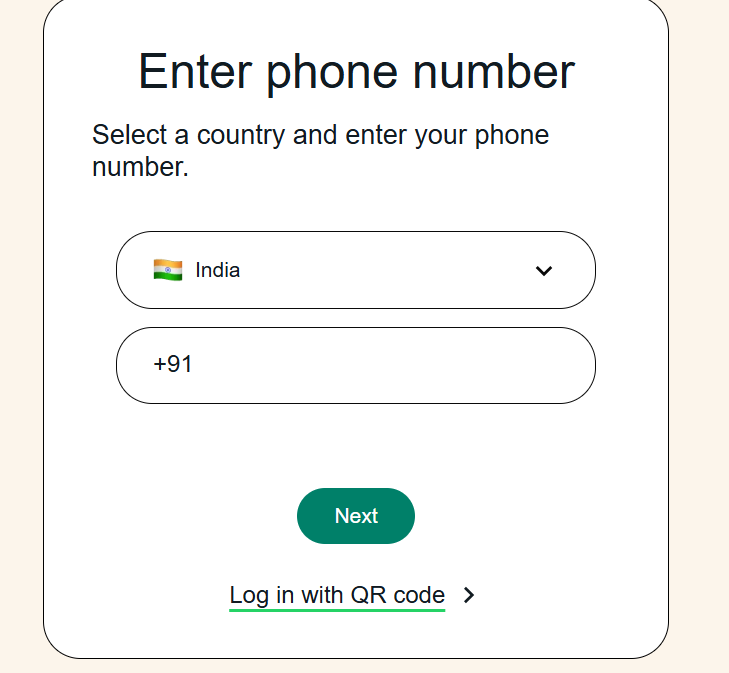 Enter phone number
Select a country and enter your phone
number.
India
+91
Next
Log in with QR code